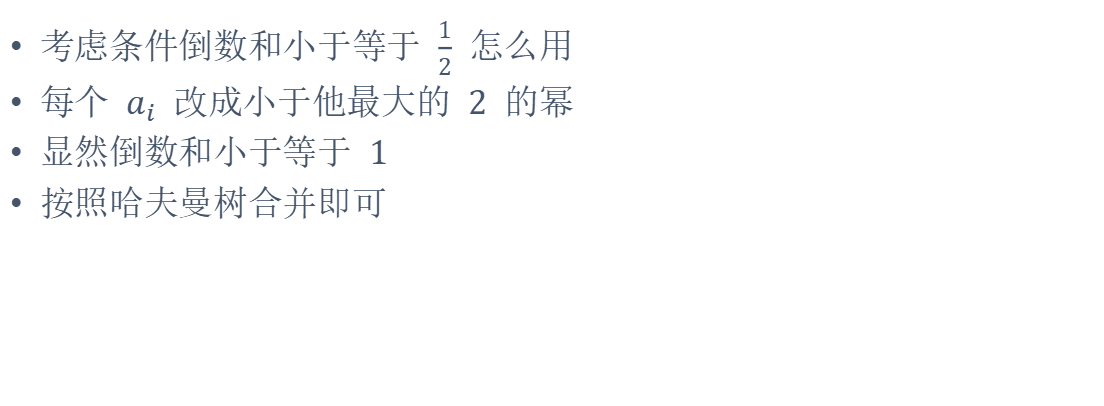 • 考虑条件倒数和小于等于 $\frac{1}{2}$ 怎么用
• 每个 $a_i$ 改成小于他最大的 2 的幂
• 显然倒数和小于等于 1
• 按照哈夫曼树合并即可